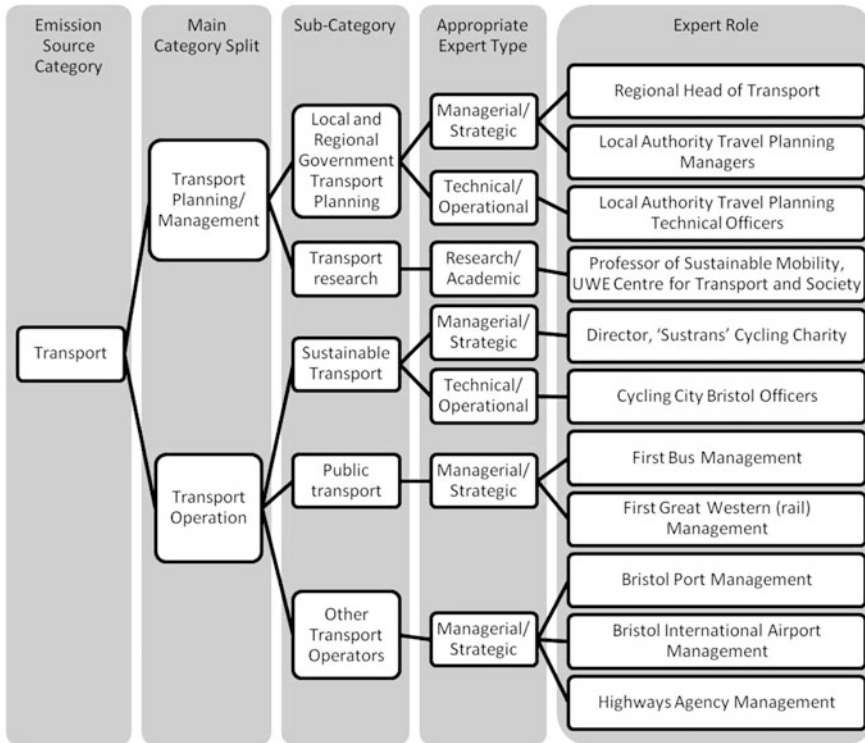 Emission
Source
Category
Main
Category Split
Sub-Category
Appropriate
Expert Type
Expert Role
Transport
Transport
Planning/
Management
Transport
Operation
Local and
Regional
Government
Transport
Planning
Transport
research
Sustainable
Transport
Public
transport
Other
Transport
Operators
Managerial/
Strategic
Technical/
Operational
Research/
Academic
Managerial/
Strategic
Technical/
Operational
Managerial/
Strategic
Managerial/
Strategic
Regional Head of Transport
Local Authority Travel Planning
Managers
Local Authority Travel Planning
Technical Officers
Professor of Sustainable Mobility,
UWE Centre for Transport and Society
Director, ‘Sustrans’ Cycling Charity
Cycling City Bristol Officers
First Bus Management
First Great Western (rail)
Management
Bristol Port Management
Bristol International Airport
Management
Highways Agency Management